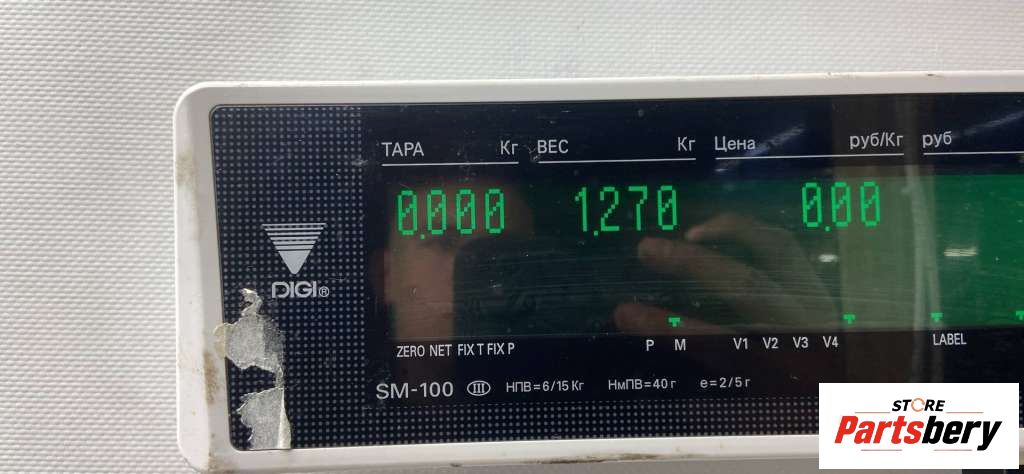 ТАРА Кг ВЕС Кг Цена руб/Кг руб
0.000 1.270 0.00
DIGI®
ZERO NET FIX T FIX P P M V1 V2 V3 V4 LABEL
SM-100 III НПВ=6/15 Кг НмПВ=40 г e=2/5 г
STORE
Partsbery